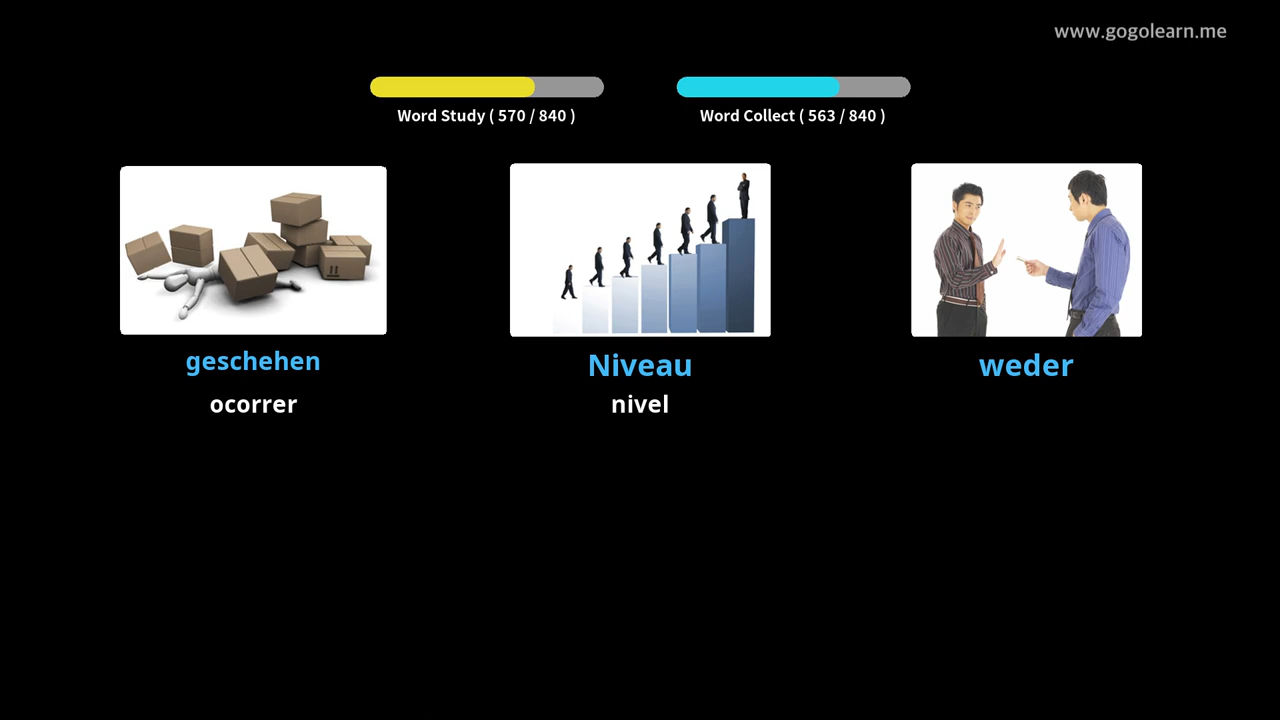 www.gogolearn.me
Word Study ( 570 / 840 )
Word Collect ( 563 / 840 )
geschehen
ocorrer
Niveau
nivel
weder